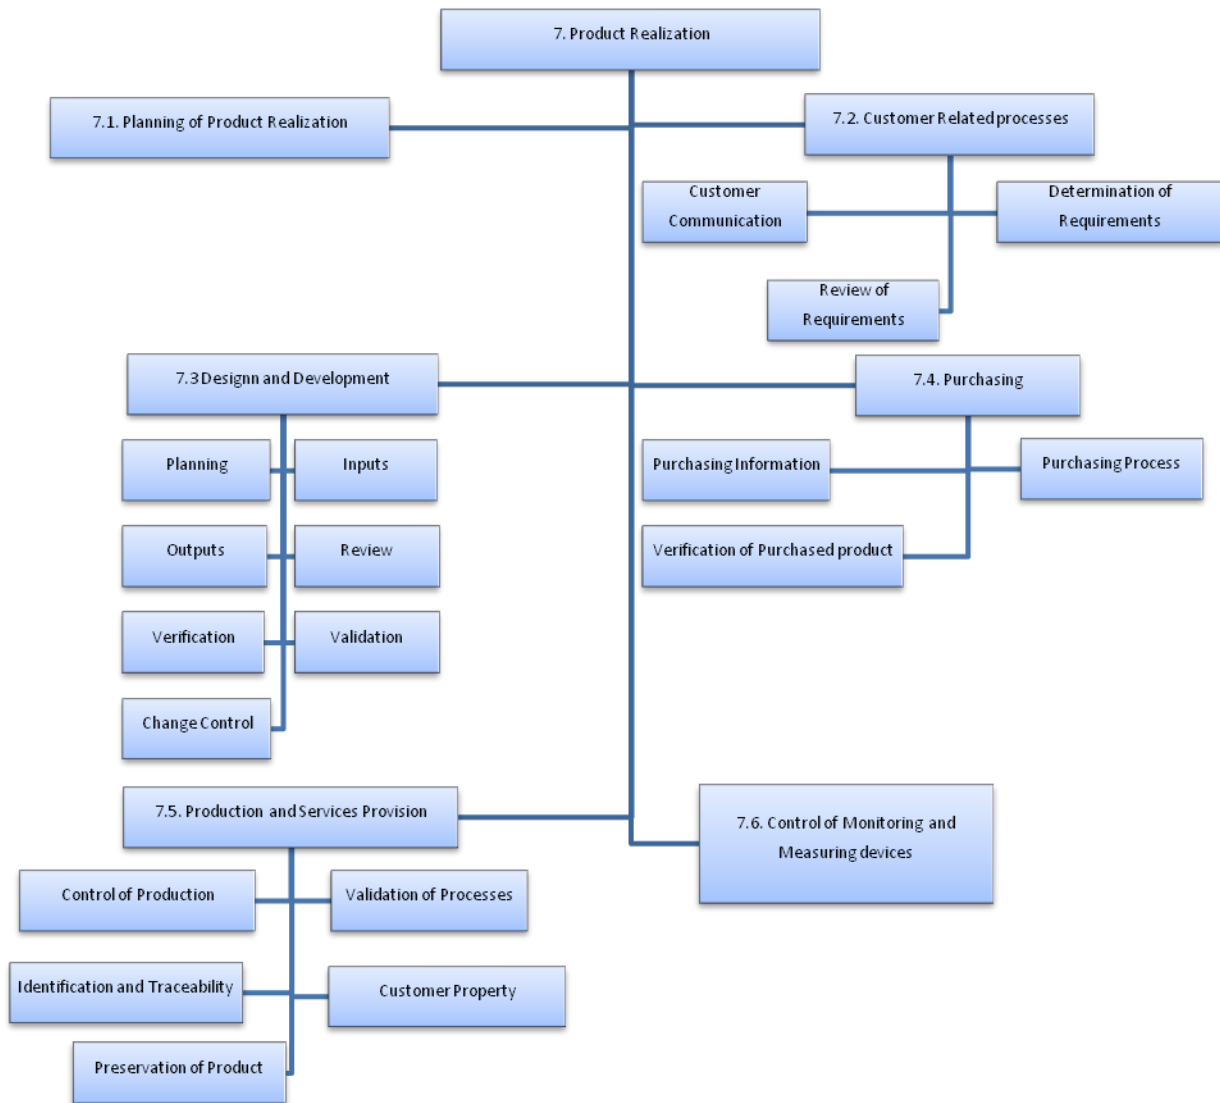 7. Product Realization
7.1. Planning of Product Realization
7.2. Customer Related processes
Customer
Communication
Determination of
Requirements
Review of
Requirements
7.3 Designn and Development
7.4. Purchasing
Planning
Inputs
Purchasing Information
Purchasing Process
Outputs
Review
Verification of Purchased product
Verification
Validation
Change Control
7.5. Production and Services Provision
7.6. Control of Monitoring and
Measuring devices
Control of Production
Validation of Processes
Identification and Traceability
Customer Property
Preservation of Product